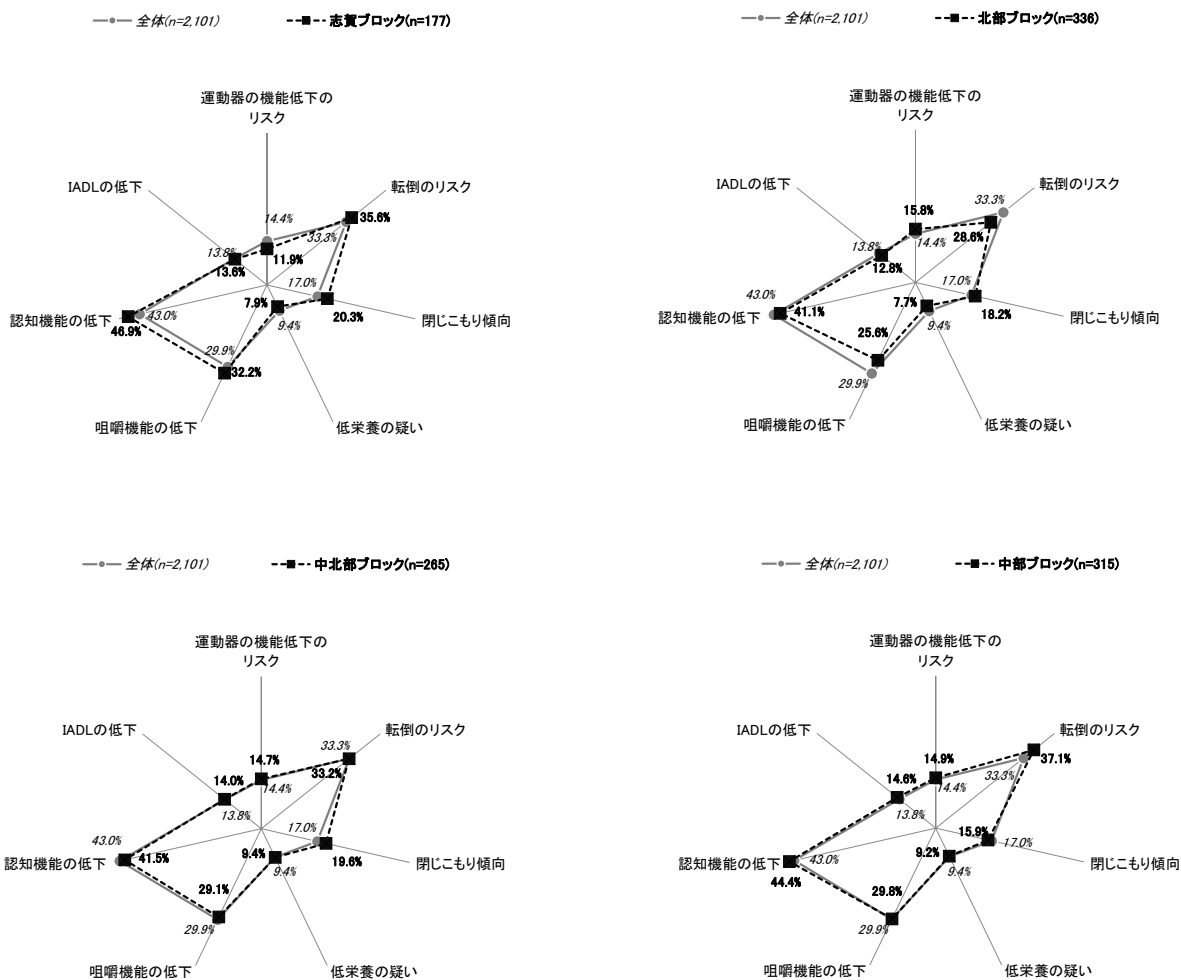 全体(n=2,101)
志賀ブロック(n=177)
運動器の機能低下の
リスク
IADLの低下
転倒のリスク
14.4%
35.6%
33.3%
13.8%
11.9%
13.6%
17.0%
7.9%
認知機能の低下
43.0%
20.3%
閉じこもり傾向
46.9%
9.4%
29.9%
32.2%
咀嚼機能の低下
低栄養の疑い
全体(n=2,101)
北部ブロック(n=336)
運動器の機能低下の
リスク
IADLの低下
転倒のリスク
33.3%
15.8%
14.4%
28.6%
13.8%
12.8%
17.0%
43.0%
7.7%
認知機能の低下
41.1%
18.2%
閉じこもり傾向
9.4%
25.6%
29.9%
咀嚼機能の低下
低栄養の疑い
全体(n=2,101)
中北部ブロック(n=265)
運動器の機能低下の
リスク
IADLの低下
転倒のリスク
33.3%
14.7%
33.2%
14.0%
14.4%
13.8%
17.0%
43.0%
9.4%
認知機能の低下
41.5%
19.6%
閉じこもり傾向
9.4%
29.1%
29.9%
咀嚼機能の低下
低栄養の疑い
全体(n=2,101)
中部ブロック(n=315)
運動器の機能低下の
リスク
IADLの低下
転倒のリスク
37.1%
14.9%
33.3%
14.6%
14.4%
13.8%
15.9%
17.0%
9.2%
認知機能の低下
43.0%
閉じこもり傾向
44.4%
9.4%
29.8%
29.9%
咀嚼機能の低下
低栄養の疑い